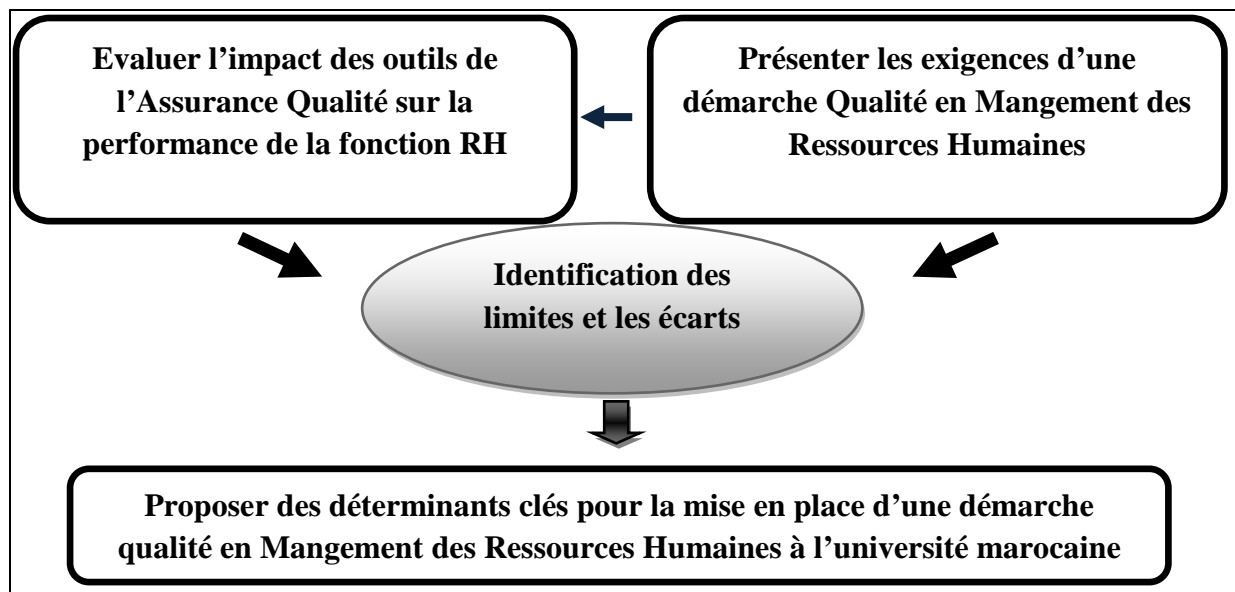 Evaluer l’impact des outils de
l’Assurance Qualité sur la
performance de la fonction RH
Présenter les exigences d’une
démarche Qualité en Mangement des
Ressources Humaines
Identification des
limites et les écarts
Proposer des déterminants clés pour la mise en place d’une démarche
qualité en Mangement des Ressources Humaines à l’université marocaine